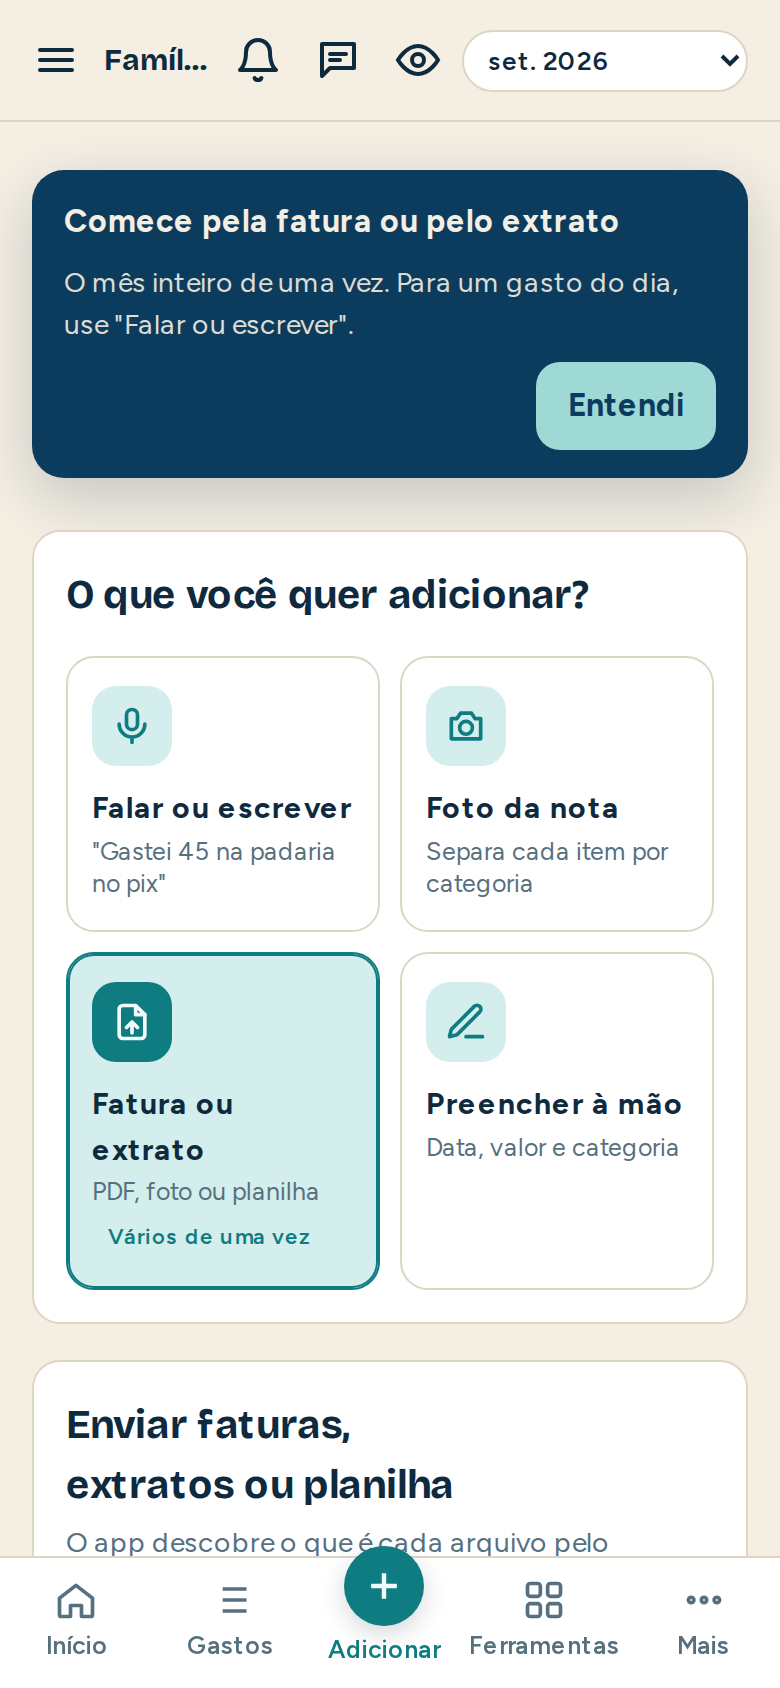 Famíl...
set. 2026
Comece pela fatura ou pelo extrato
O mês inteiro de uma vez. Para um gasto do dia,
use "Falar ou escrever".
Entendi
O que você quer adicionar?
Falar ou escrever
"Gastei 45 na padaria
no pix"
Foto da nota
Separa cada item por
categoria
Fatura ou
extrato
PDF, foto ou planilha
Vários de uma vez
Preencher à mão
Data, valor e categoria
Enviar faturas,
extratos ou planilha
O app descobre o que é cada arquivo pelo
Início
Gastos
Adicionar
Ferramentas
Mais